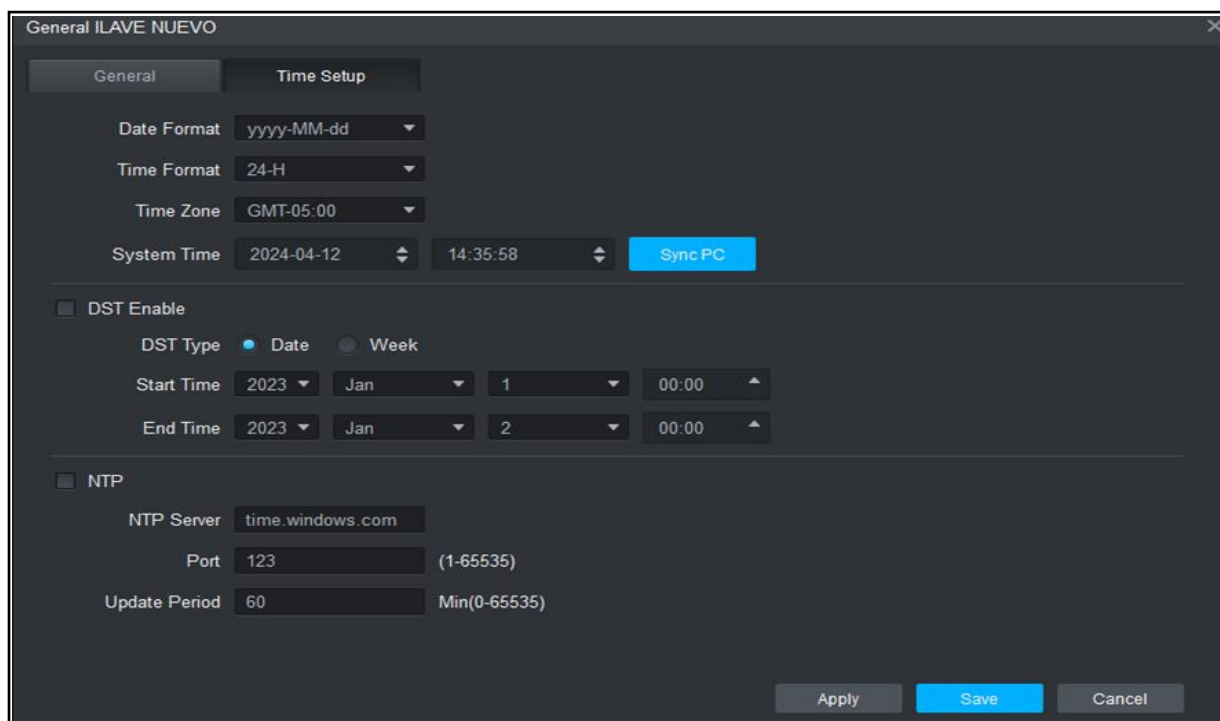 General ILAVE NUEVO
General Time Setup
Date Format yyyy-MM-dd
Time Format 24-H
Time Zone GMT-05:00
System Time 2024-04-12 14:35:58 Sync PC
DST Enable
DST Type Date Week
Start Time 2023 Jan 1 00:00
End Time 2023 Jan 2 00:00
NTP
NTP Server time.windows.com
Port 123 (1-65535)
Update Period 60 Min(0-65535)
Apply Save Cancel